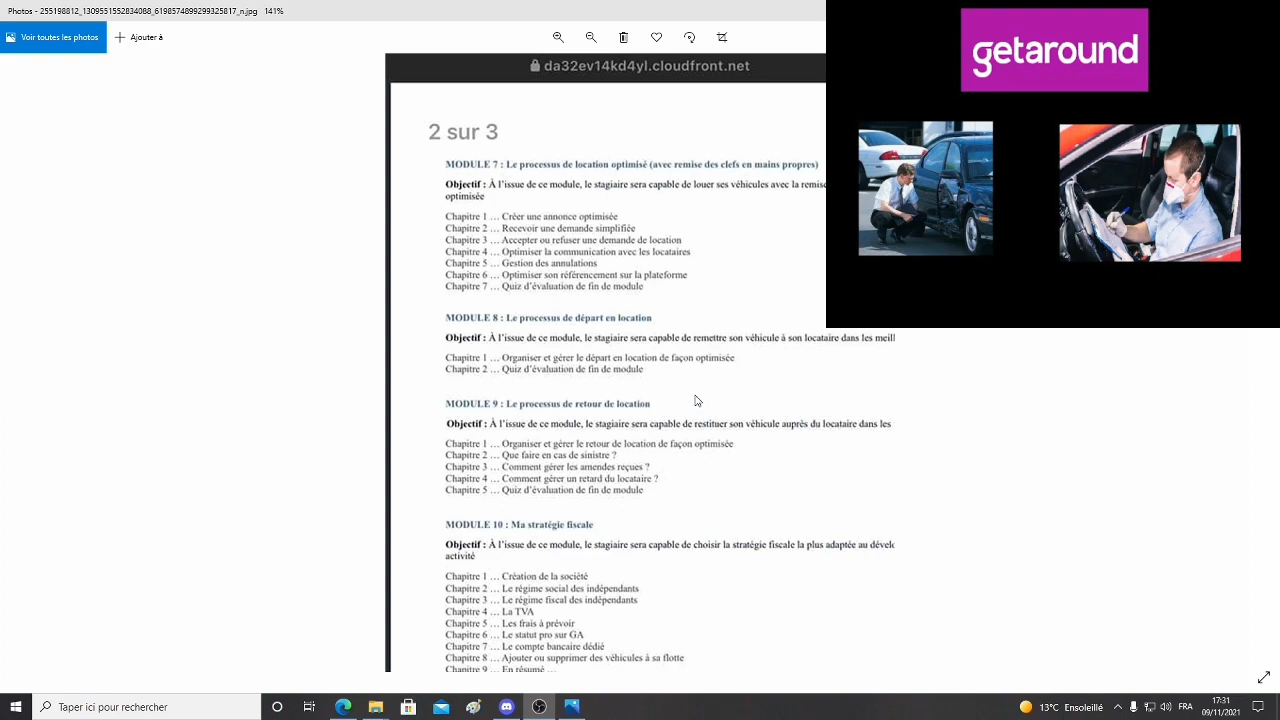 Photos - 255198812_1309551552834088_6198574899299325817_n.jpg 141%
Voir toutes les photos
Ajouter à
getaround
da32ev14kd4yl.cloudfront.net
2 sur 3
MODULE 7 : Le processus de location optimisé (avec remise des clefs en mains propres)
Objectif : À l'issue de ce module, le stagiaire sera capable de louer ses véhicules avec la remise
optimisée
Chapitre 1 … Créer une annonce optimisée
Chapitre 2 … Recevoir une demande simplifiée
Chapitre 3 … Accepter ou refuser une demande de location
Chapitre 4 … Optimiser la communication avec les locataires
Chapitre 5 … Gestion des annulations
Chapitre 6 … Optimiser son référencement sur la plateforme
Chapitre 7 … Quiz d'évaluation de fin de module
MODULE 8 : Le processus de départ en location
Objectif : À l'issue de ce module, le stagiaire sera capable de remettre son véhicule à son locataire dans les meill
Chapitre 1 … Organiser et gérer le départ en location de façon optimisée
Chapitre 2 … Quiz d'évaluation de fin de module
MODULE 9 : Le processus de retour de location
Objectif : À l'issue de ce module, le stagiaire sera capable de restituer son véhicule auprès du locataire dans les
Chapitre 1 … Organiser et gérer le retour de location de façon optimisée
Chapitre 2 … Que faire en cas de sinistre ?
Chapitre 3 … Comment gérer les amendes reçues ?
Chapitre 4 … Comment gérer un retard du locataire ?
Chapitre 5 … Quiz d'évaluation de fin de module
MODULE 10 : Ma stratégie fiscale
Objectif : À l'issue de ce module, le stagiaire sera capable de choisir la stratégie fiscale la plus adaptée au dévelo
activité
Chapitre 1 … Création de la société
Chapitre 2 … Le régime social des indépendants
Chapitre 3 … Le régime fiscal des indépendants
Chapitre 4 … La TVA
Chapitre 5 … Les frais à prévoir
Chapitre 6 … Le statut pro sur GA
Chapitre 7 … Le compte bancaire dédié
Chapitre 8 … Ajouter ou supprimer des véhicules à sa flotte
Chapitre 9 … En résumé …
Taper ici pour rechercher
13°C
17:31
09/11/2021